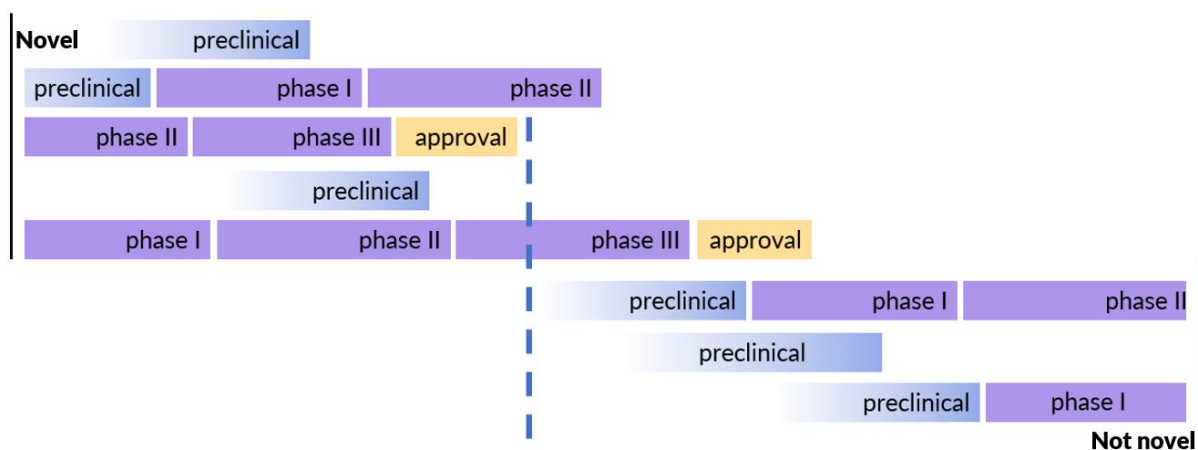 Novel preclinical
preclinical phase I phase II
phase II phase III approval
preclinical
phase I phase II phase III approval
preclinical phase I phase II
preclinical
preclinical phase I
Not novel